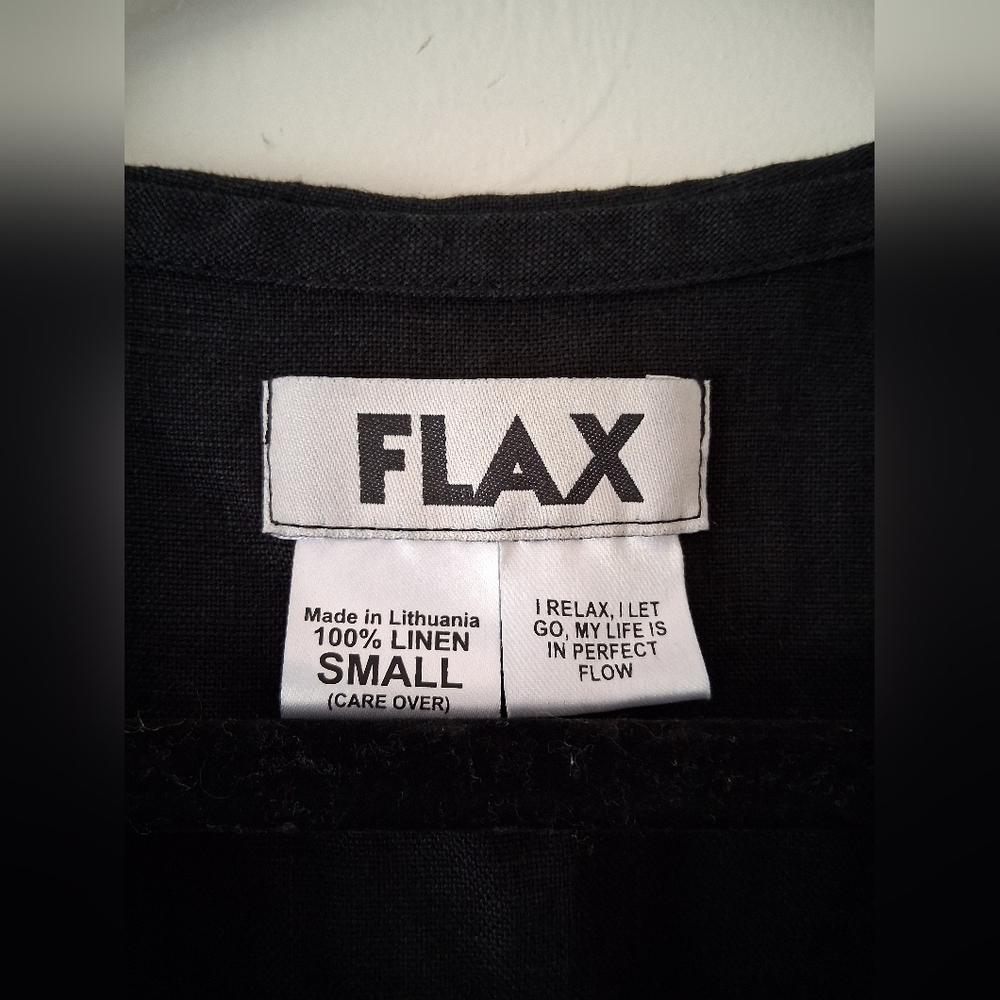 FLAX
Made in Lithuania
100% LINEN
SMALL
(CARE OVER)
I RELAX, I LET
GO, MY LIFE IS
IN PERFECT
FLOW